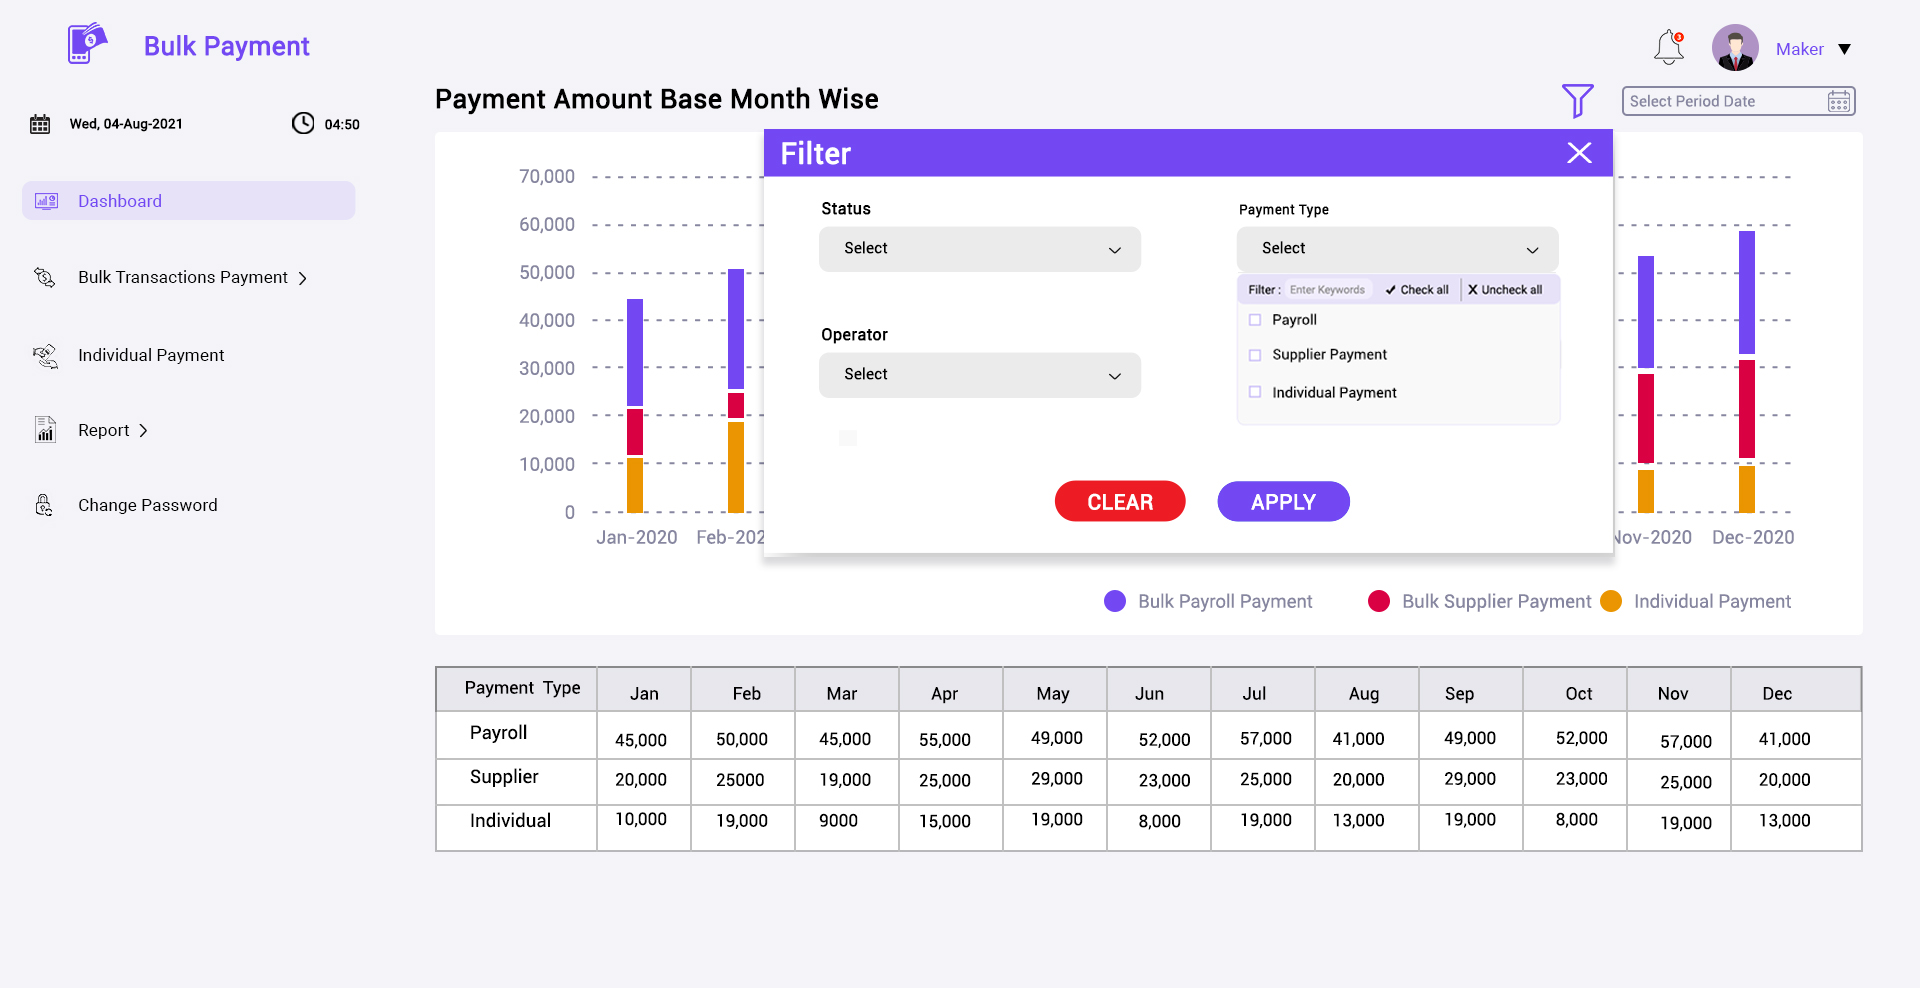 Bulk Payment
3
Maker
Wed, 04-Aug-2021
04:50
Payment Amount Base Month Wise
Select Period Date
Dashboard
Bulk Transactions Payment
Individual Payment
Report
Change Password
70,000
60,000
50,000
40,000
30,000
20,000
10,000
0
Jan-2020 Feb-202
Nov-2020 Dec-2020
Filter
Status
Select
Payment Type
Select
Filter : Enter Keywords Check all Uncheck all
Payroll
Supplier Payment
Individual Payment
Operator
Select
CLEAR APPLY
Bulk Payroll Payment Bulk Supplier Payment Individual Payment
Payment Type Jan Feb Mar Apr May Jun Jul Aug Sep Oct Nov Dec
Payroll 45,000 50,000 45,000 55,000 49,000 52,000 57,000 41,000 49,000 52,000 57,000 41,000
Supplier 20,000 25000 19,000 25,000 29,000 23,000 25,000 20,000 29,000 23,000 25,000 20,000
Individual 10,000 19,000 9000 15,000 19,000 8,000 19,000 13,000 19,000 8,000 19,000 13,000